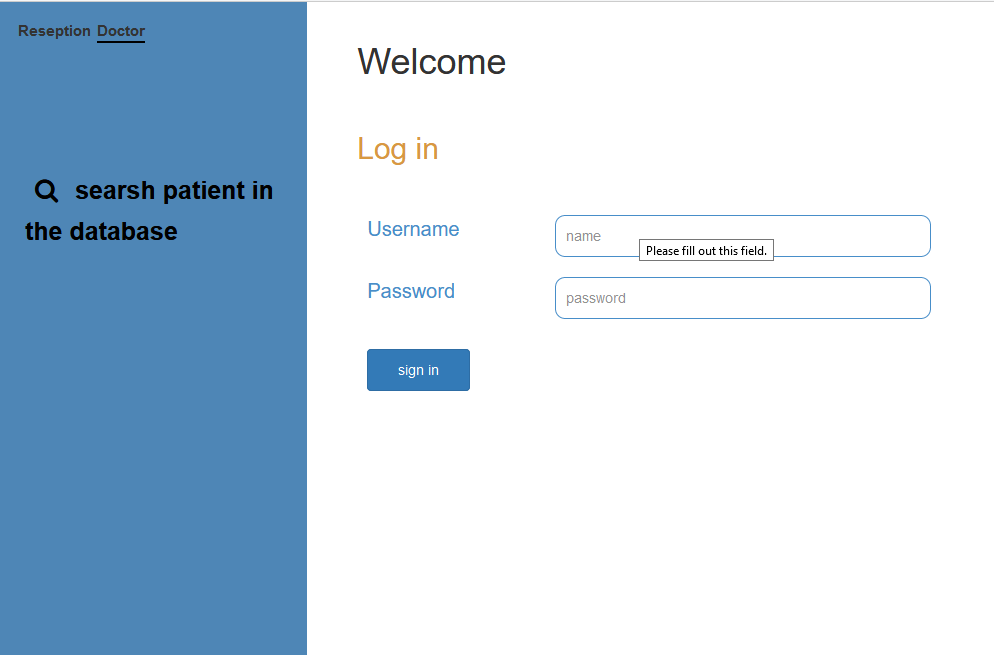 Reseption Doctor
searsh patient in
the database
Welcome
Log in
Username
name
Please fill out this field.
Password
password
sign in